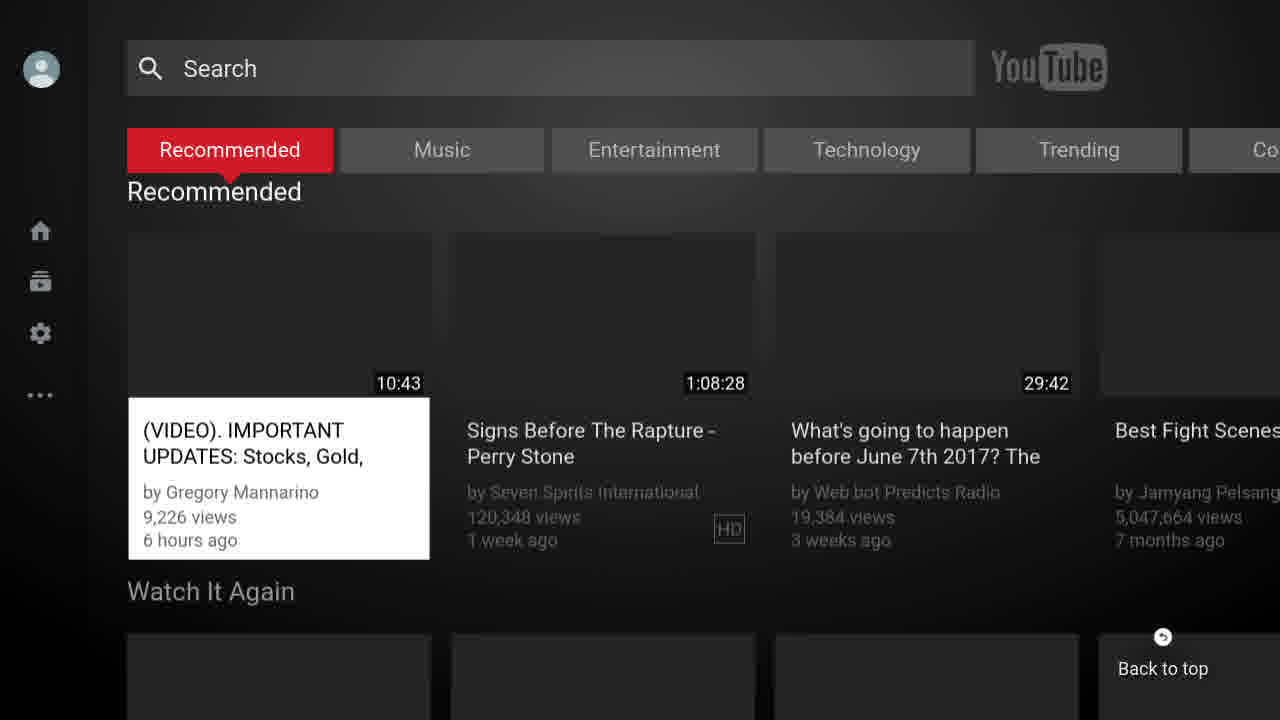 Search
YouTube
Recommended
Music
Entertainment
Technology
Trending
Co
Recommended
10:43
1:08:28
29:42
(VIDEO). IMPORTANT
UPDATES: Stocks, Gold,
by Gregory Mannarino
9,226 views
6 hours ago
Signs Before The Rapture -
Perry Stone
by Seven Spirits International
120,348 views
1 week ago
HD
What's going to happen
before June 7th 2017? The
by Web bot Predicts Radio
19,384 views
3 weeks ago
Best Fight Scenes
by Jamyang Pelsang
5,047,664 views
7 months ago
Watch It Again
Back to top